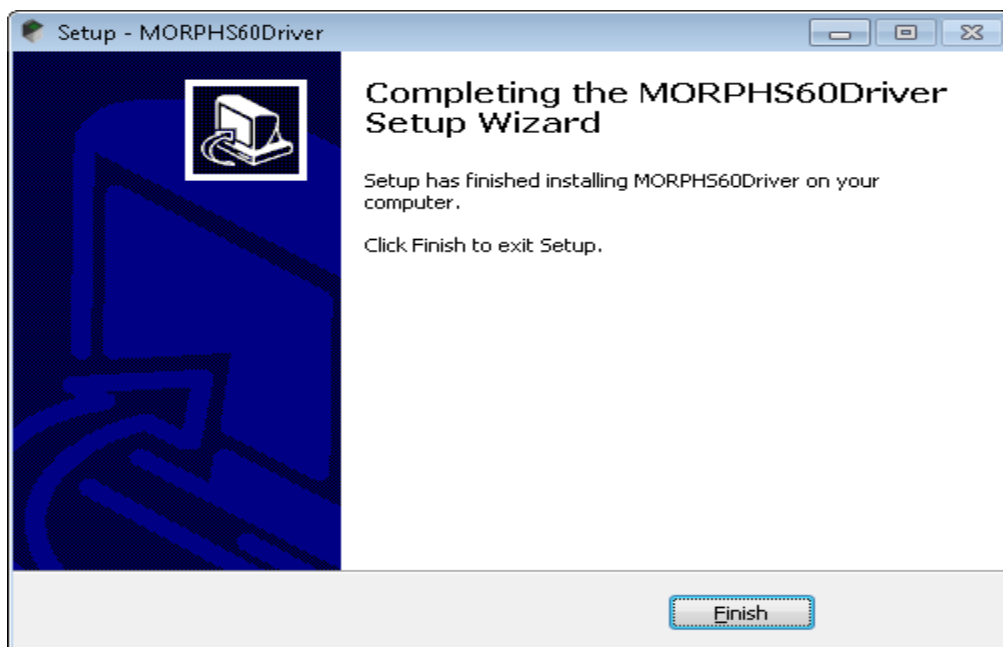 Setup - MORPHS60Driver
Completing the MORPHS60Driver
Setup Wizard
Setup has finished installing MORPHS60Driver on your
computer.
Click Finish to exit Setup.
Finish